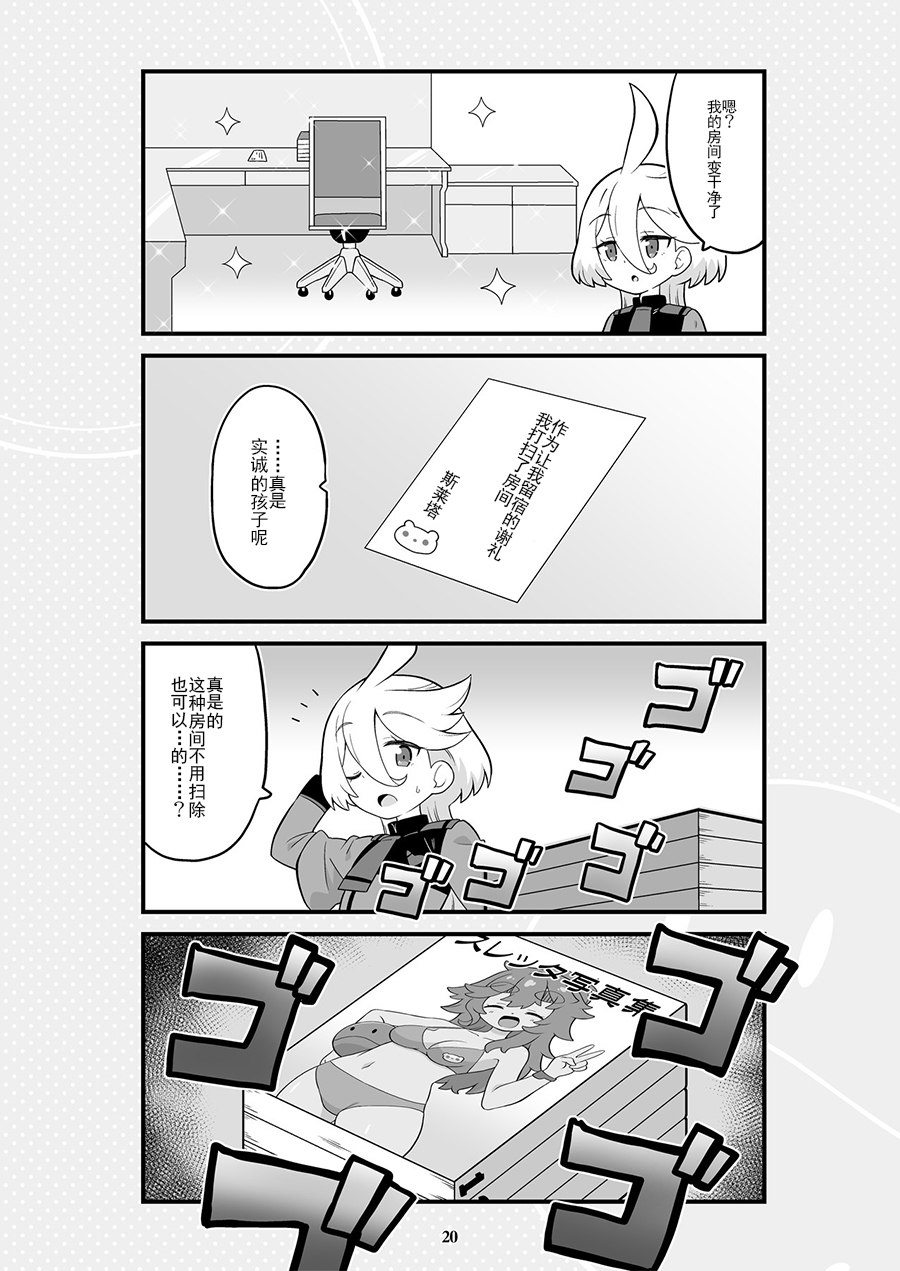 嗯？
我的房间变干净了
作为让我留宿的谢礼
我打扫了房间
斯莱塔
……真是
实诚的孩子呢
ゴ
ゴ
ゴ
ゴ
ゴ
真是的
这种房间不用扫除
也可以…的……？
スレッタ写真集
ゴ
ゴ
ゴ
ゴ
20